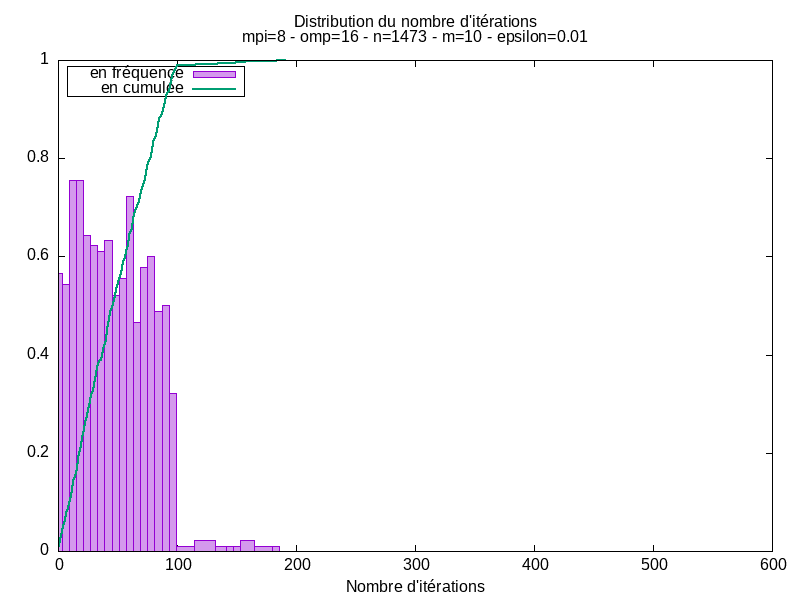 Distribution du nombre d'itérations
mpi=8 - omp=16 - n=1473 - m=10 - epsilon=0.01
en fréquence
en cumulée
1
0.8
0.6
0.4
0.2
0
0 100 200 300 400 500 600
Nombre d'itérations